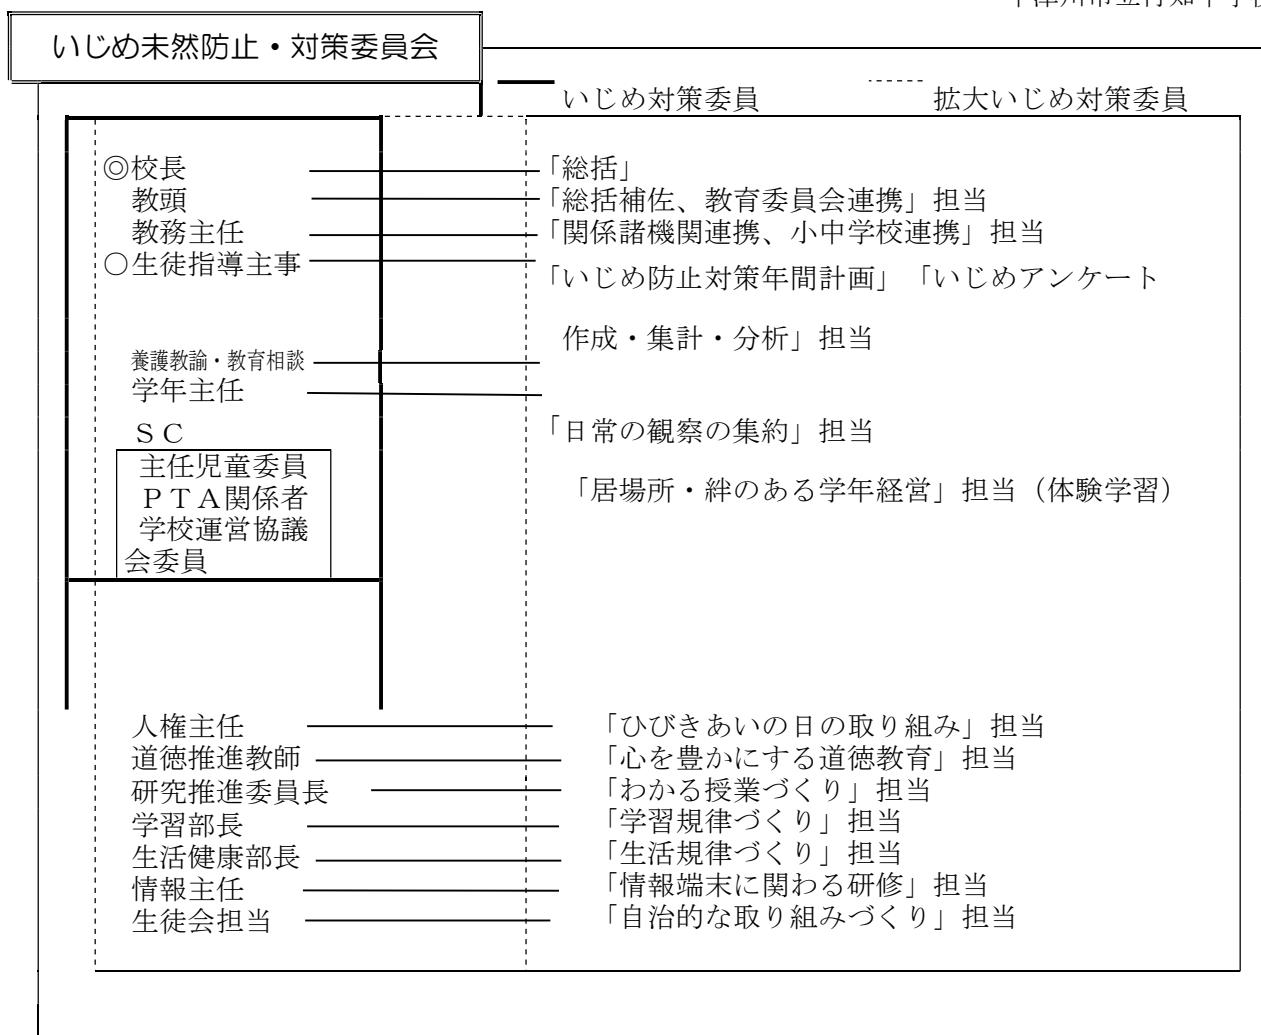 いじめ未然防止・対策委員会
いじめ対策委員 拡大いじめ対策委員
◎校長 「総括」
教頭 「総括補佐、教育委員会連携」担当
教務主任 「関係諸機関連携、小中学校連携」担当
○生徒指導主事 「いじめ防止対策年間計画」「いじめアンケート
作成・集計・分析」担当
養護教諭・教育相談
学年主任
ＳＣ 「日常の観察の集約」担当
主任児童委員
ＰＴＡ関係者 「居場所・絆のある学年経営」担当（体験学習）
学校運営協議
会委員
人権主任 「ひびきあいの日の取り組み」担当
道徳推進教師 「心を豊かにする道徳教育」担当
研究推進委員長 「わかる授業づくり」担当
学習部長 「学習規律づくり」担当
生活健康部長 「生活規律づくり」担当
情報主任 「情報端末に関わる研修」担当
生徒会担当 「自治的な取り組みづくり」担当